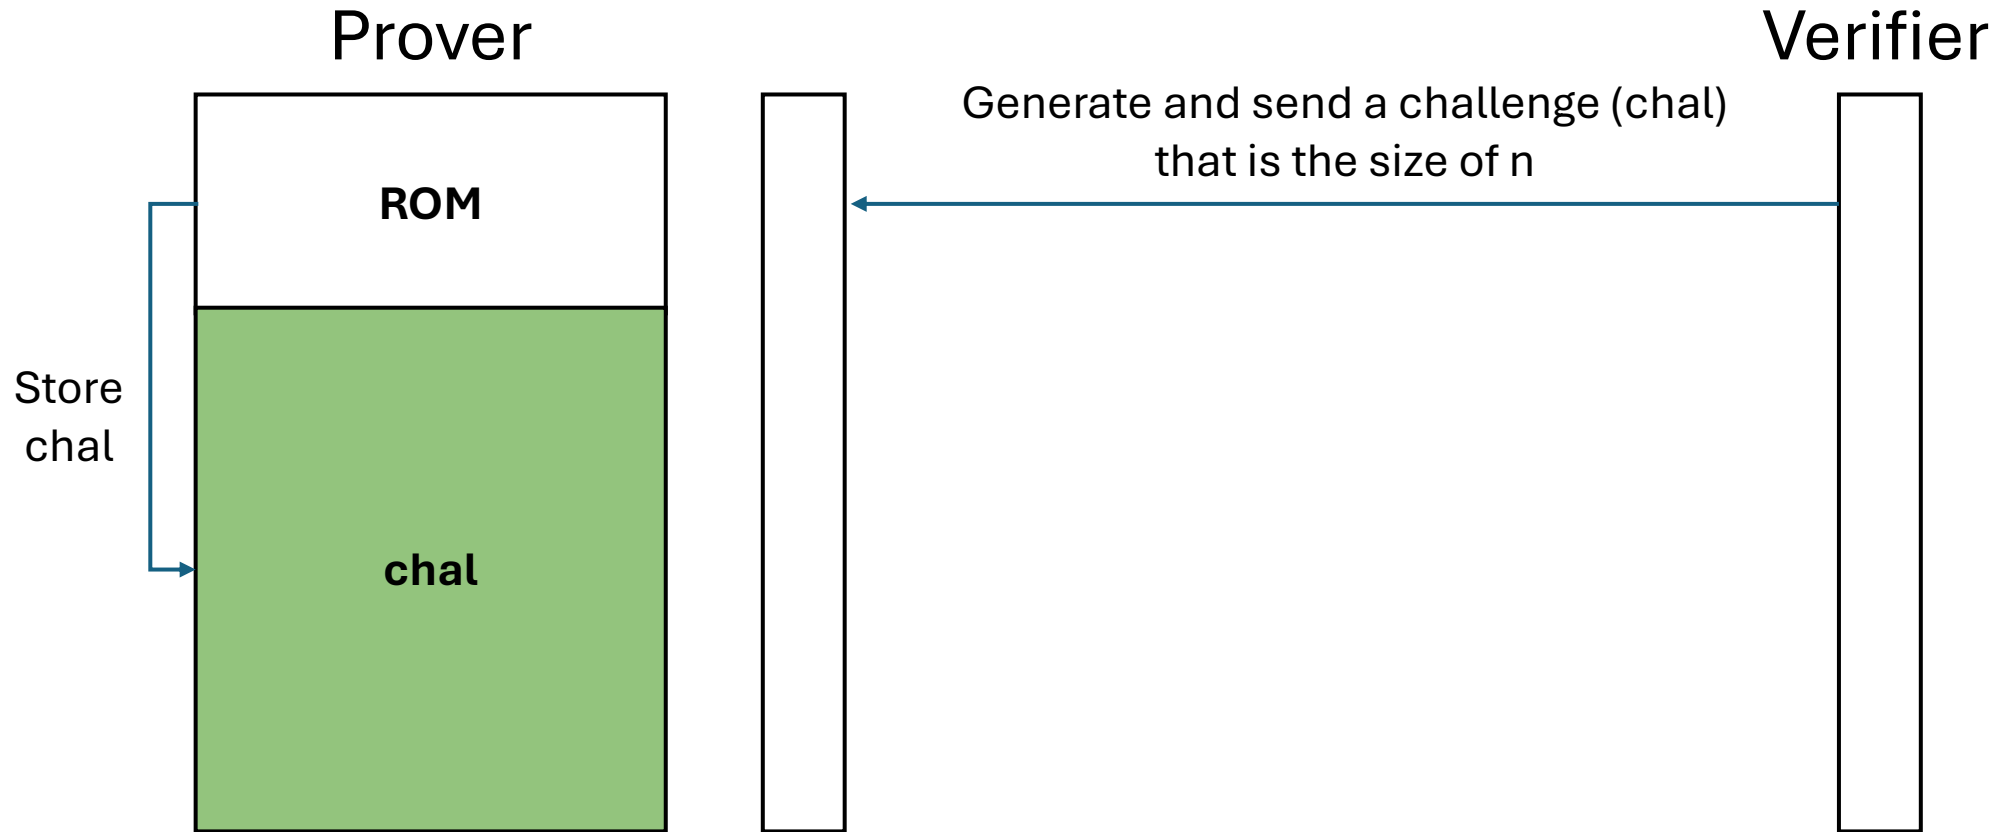 Prover
Verifier
Generate and send a challenge (chal)
that is the size of n
ROM
Store
chal
chal